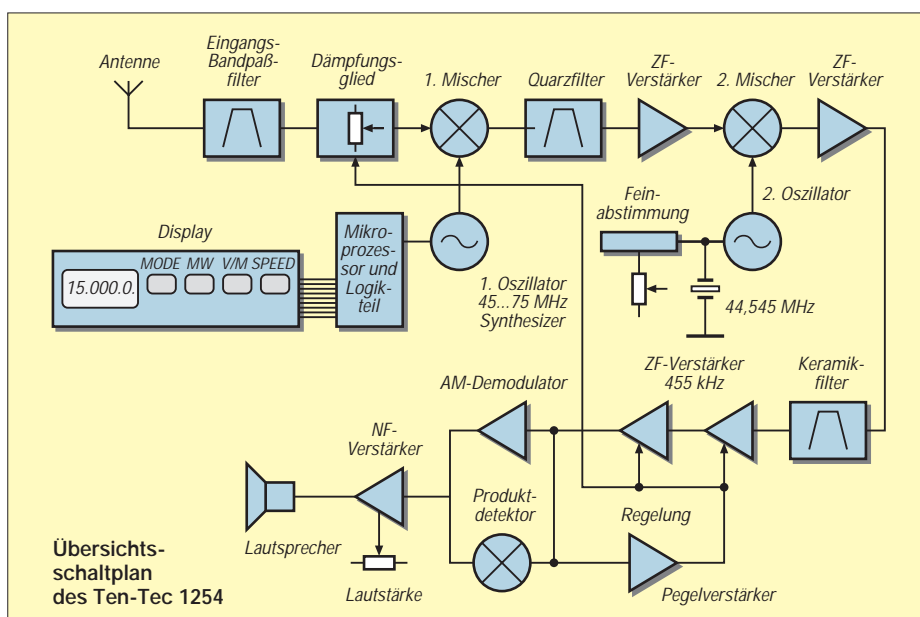 Antenne
Eingangs-
Bandpaß-
filter
Dämpfungs-
glied
1. Mischer
Quarzfilter
ZF-
Verstärker
2. Mischer
ZF-
Verstärker
Display
15.000.0.
MODE MW V/M SPEED
Mikro-
prozes-
sor und
Logik-
teil
1. Oszillator
45...75 MHz
Synthesizer
Fein-
abstimmung
2. Oszillator
44,545 MHz
AM-Demodulator
ZF-Verstärker
455 kHz
Keramik-
filter
NF-
Verstärker
Lautsprecher
Lautstärke
Produkt-
detektor
Regelung
Pegelverstärker
Übersichts-
schaltplan
des Ten-Tec 1254